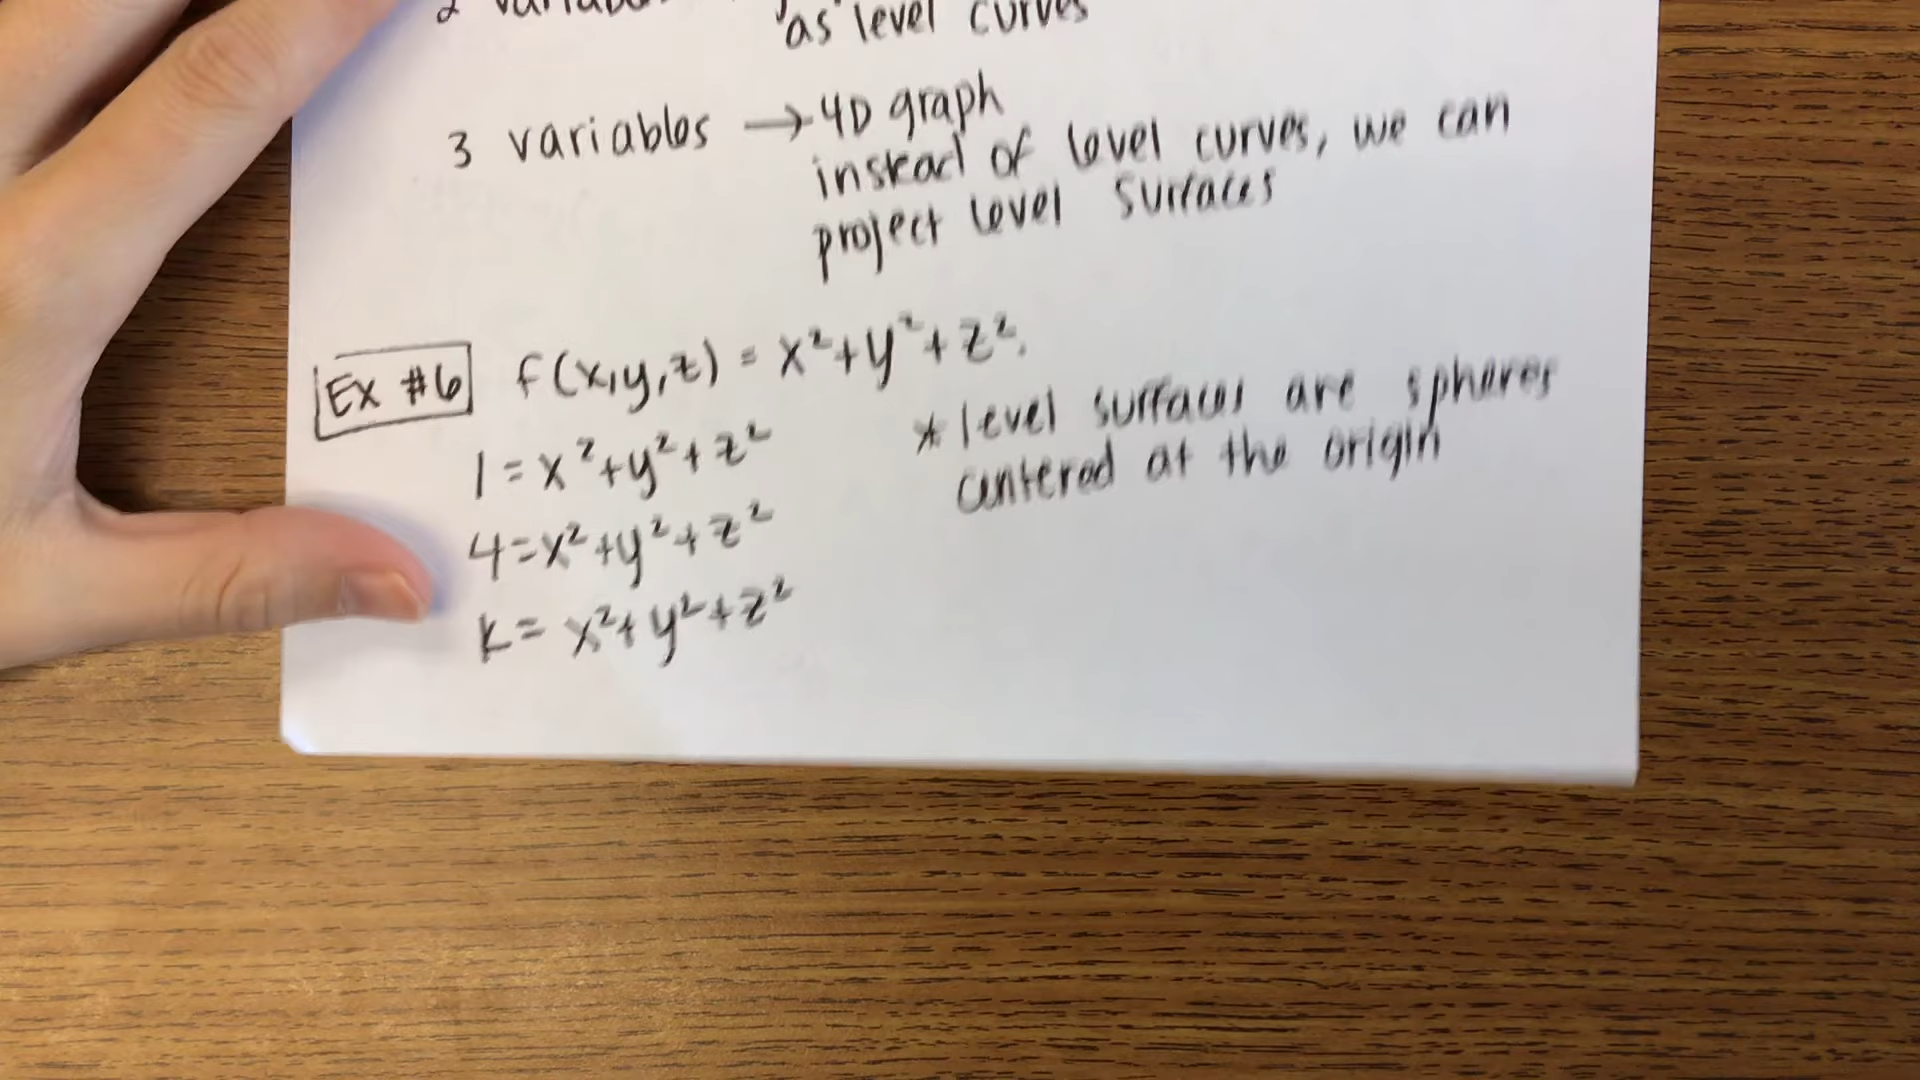 2
as level curves
3 variables → 4D graph
instead of level curves, we can
project level surfaces
Ex #6 f(x,y,z) = x²+y²+z².
1 = x²+y²+z²
* level surfaces are spheres
centered at the origin
4=x²+y²+z²
k= x²+y²+z²